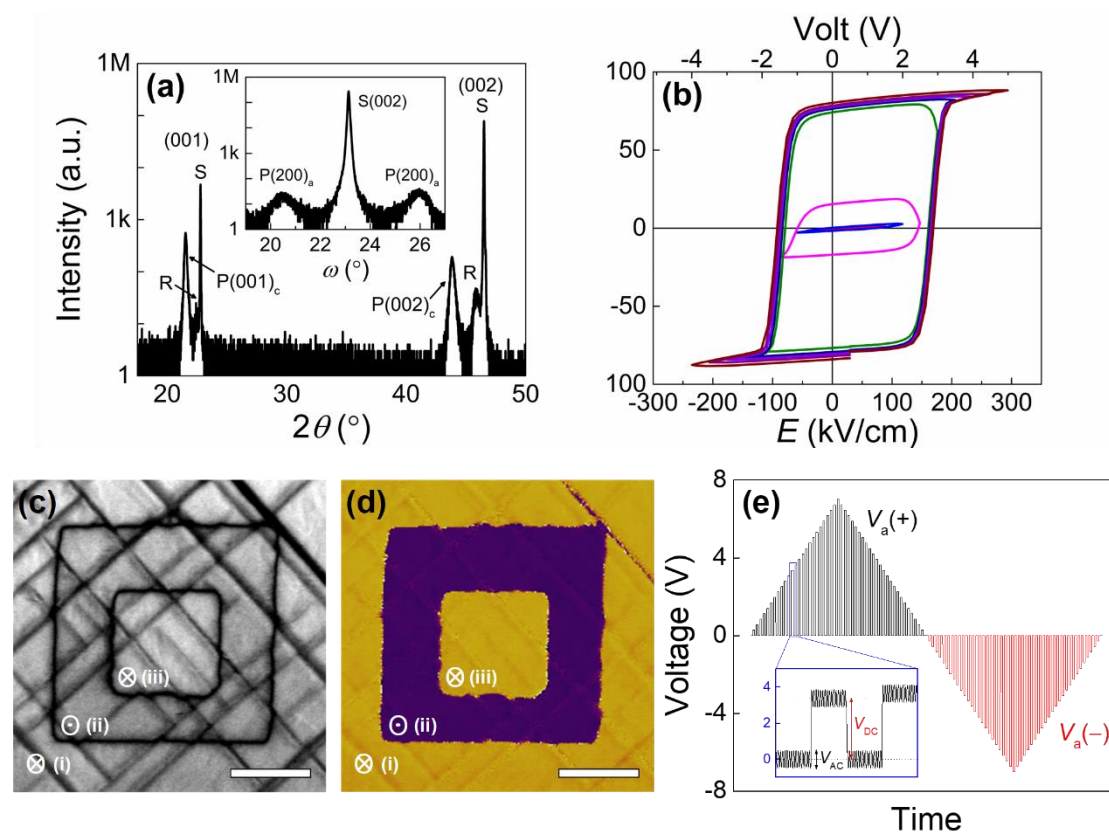 (a)
1M
1k
1
Intensity (a.u.)
20
30
40
50
2θ (°)
(001)
S
R
P(001)c
(002)
S
R
P(002)c
1M
1k
1
S(002)
P(200)a
P(200)a
20
22
24
26
ω (°)
Volt (V)
-4
-2
0
2
4
(b)
100
50
0
-50
-100
-300
-200
-100
0
100
200
300
E (kV/cm)
(c)
⊗ (iii)
⊙ (ii)
⊗ (i)
(d)
⊗ (iii)
⊙ (ii)
⊗ (i)
(e)
8
4
0
-4
-8
Voltage (V)
Va(+)
Va(−)
4
2
0
VDC
VAC
Time